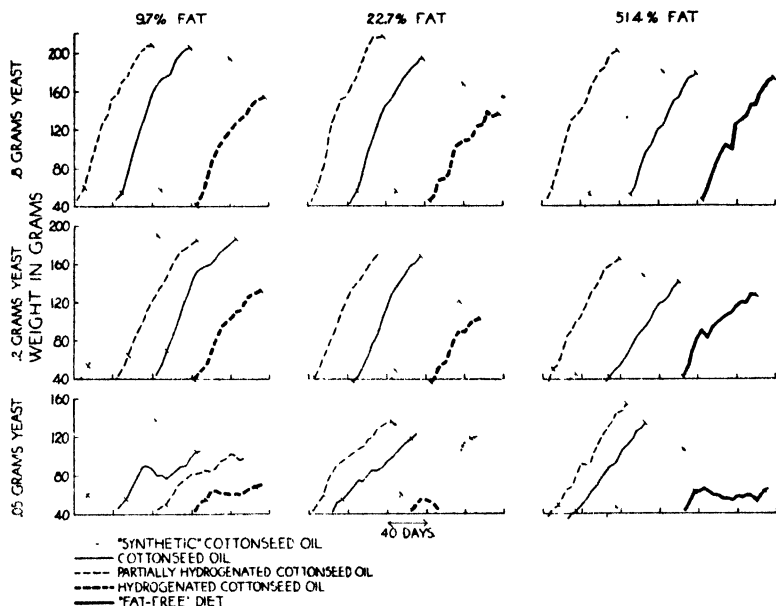 9.7% FAT 22.7% FAT 51.4% FAT
.8 GRAMS YEAST
200
160
120
80
40
WEIGHT IN GRAMS
.2 GRAMS YEAST
200
160
120
80
40
.05 GRAMS YEAST
160
120
80
40
40 DAYS
"SYNTHETIC" COTTONSEED OIL
COTTONSEED OIL
PARTIALLY HYDROGENATED COTTONSEED OIL
HYDROGENATED COTTONSEED OIL
"FAT-FREE" DIET